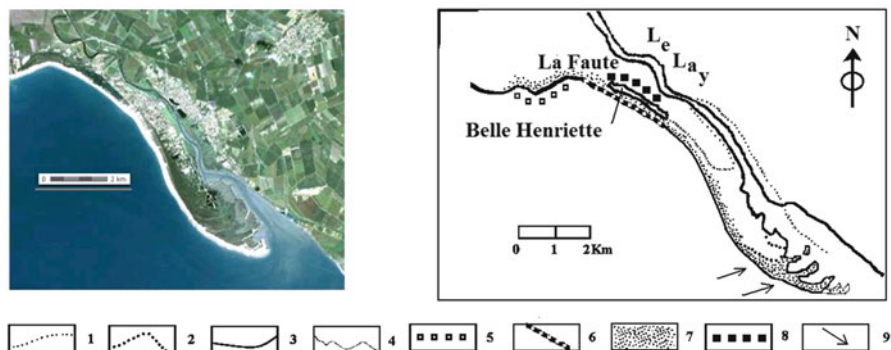 0 2 km
N
Le Lay
La Faute
Belle Henriette
0 1 2Km
1 2 3 4 5 6 7 8 9